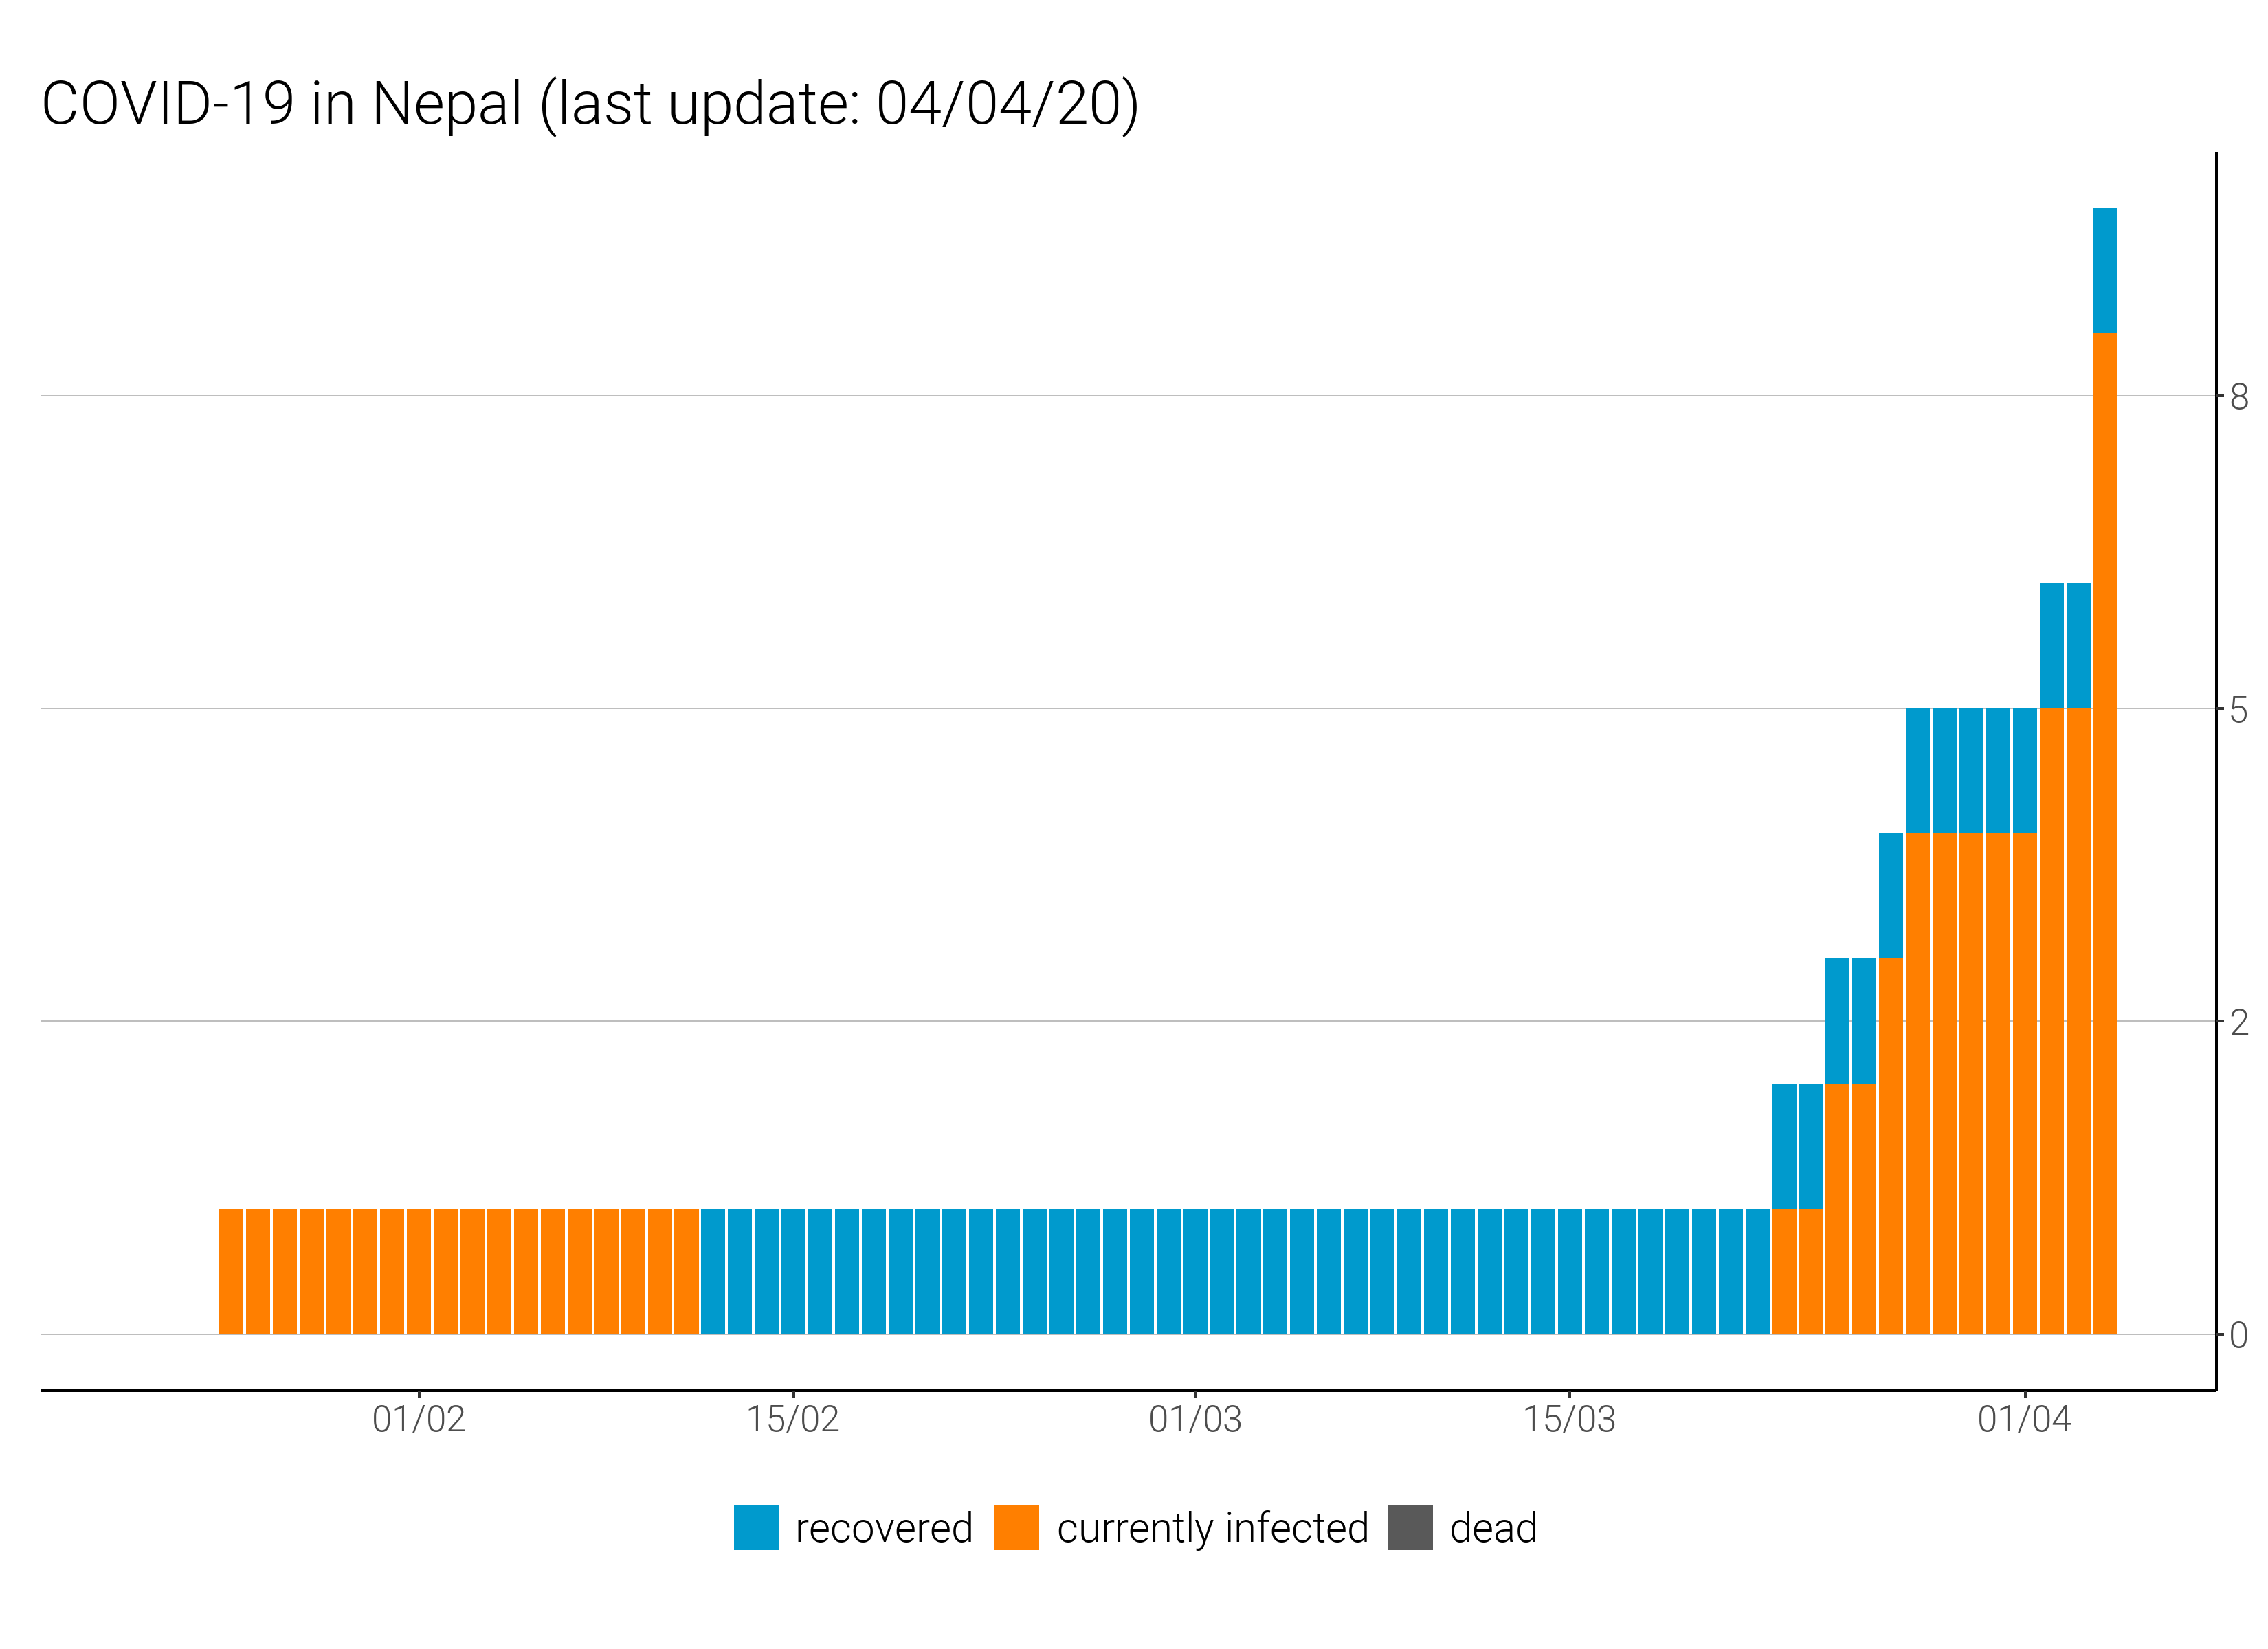 COVID-19 in Nepal (last update: 04/04/20)
8
5
2
0
01/02 15/02 01/03 15/03 01/04
recovered currently infected dead